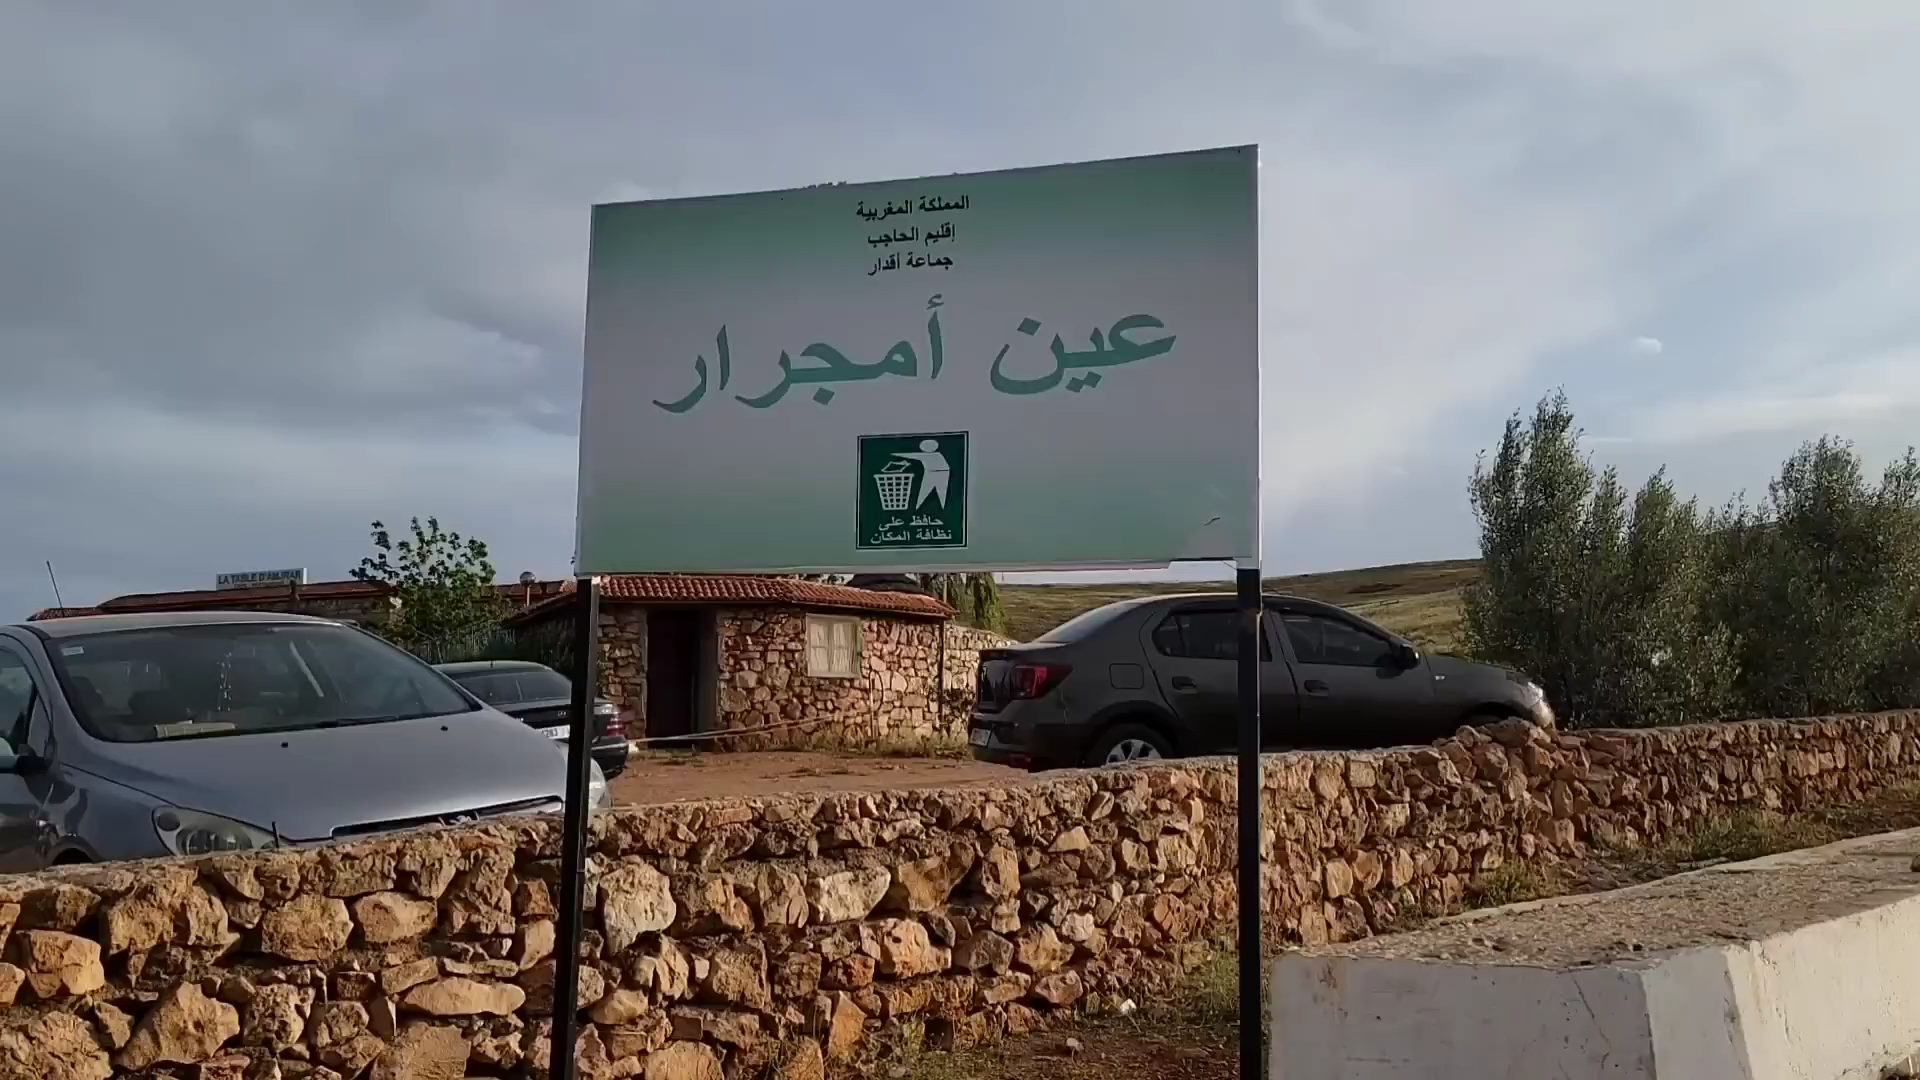 المملكة المغربية
إقليم الحاجب
جماعة أقدار
عين أمجرار
حافظ على
نظافة المكان
LA TABLE D'AMJRAR